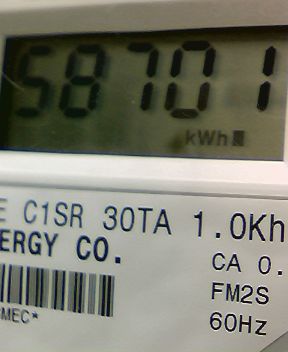 58701
kWh
E C1SR 30TA 1.0Kh
ERGY CO.
CA 0.
FM2S
MEC*
60Hz